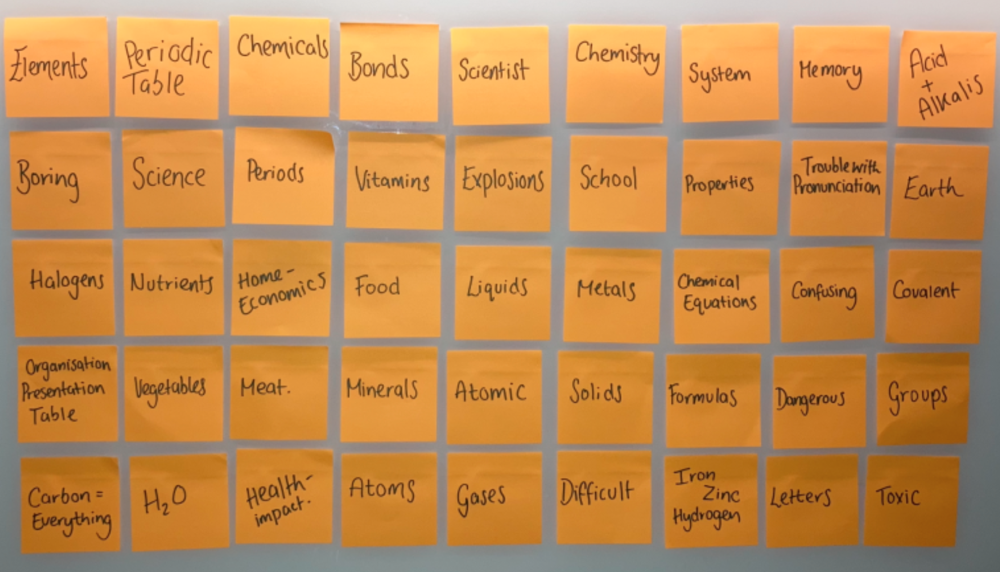 Elements
Periodic
Table
Chemicals
Bonds
Scientist
Chemistry
System
Memory
Acid
+
Alkalis
Boring
Science
Periods
Vitamins
Explosions
School
Properties
Trouble with
Pronunciation
Earth
Halogens
Nutrients
Home-
Economics
Food
Liquids
Metals
Chemical
Equations
Confusing
Covalent
Organisation
Presentation
Table
Vegetables
Meat.
Minerals
Atomic
Solids
Formulas
Dangerous
Groups
Carbon =
Everything
H₂O
Health-
impact.
Atoms
Gases
Difficult
Iron
Zinc
Hydrogen
Letters
Toxic